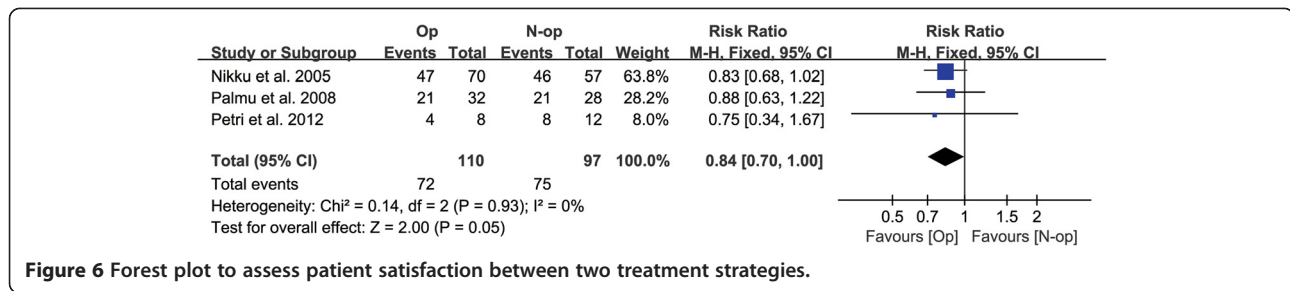 Op N-op Risk Ratio Risk Ratio
Study or Subgroup Events Total Events Total Weight M-H, Fixed, 95% CI M-H, Fixed, 95% CI
Nikku et al. 2005 47 70 46 57 63.8% 0.83 [0.68, 1.02]
Palmu et al. 2008 21 32 21 28 28.2% 0.88 [0.63, 1.22]
Petri et al. 2012 4 8 8 12 8.0% 0.75 [0.34, 1.67]
Total (95% CI) 110 97 100.0% 0.84 [0.70, 1.00]
Total events 72 75
Heterogeneity: Chi² = 0.14, df = 2 (P = 0.93); I² = 0%
Test for overall effect: Z = 2.00 (P = 0.05)
0.5 0.7 1 1.5 2
Favours [Op] Favours [N-op]
Figure 6 Forest plot to assess patient satisfaction between two treatment strategies.